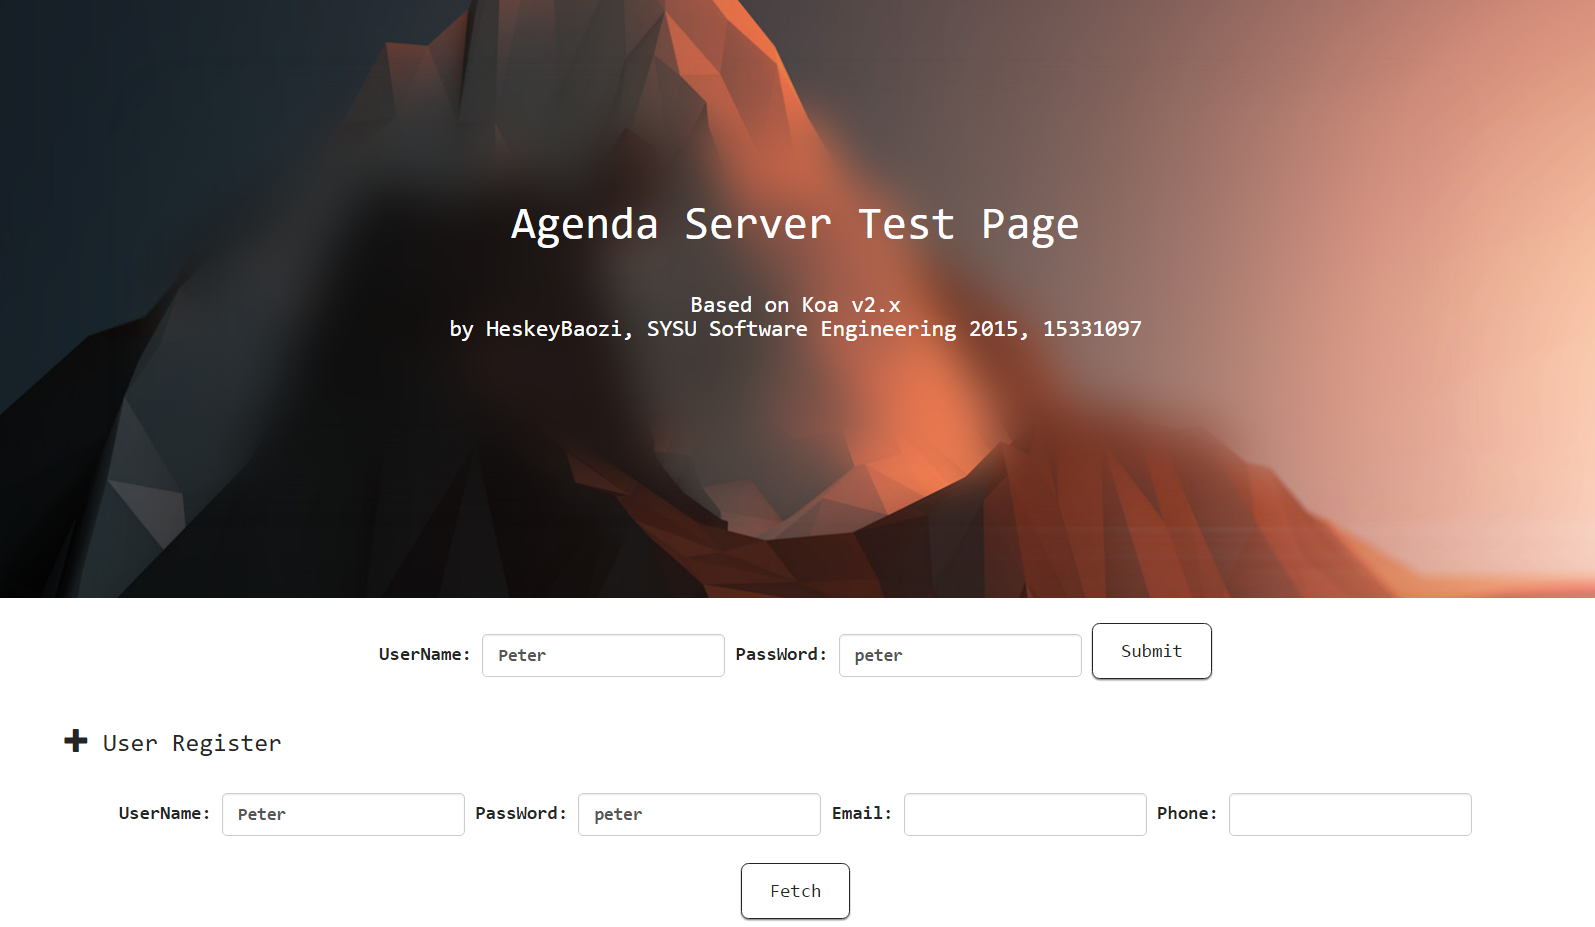 Agenda Server Test Page
Based on Koa v2.x
by HeskeyBaozi, SYSU Software Engineering 2015, 15331097
UserName: Peter PassWord: peter Submit
User Register
UserName: Peter PassWord: peter Email: Phone:
Fetch